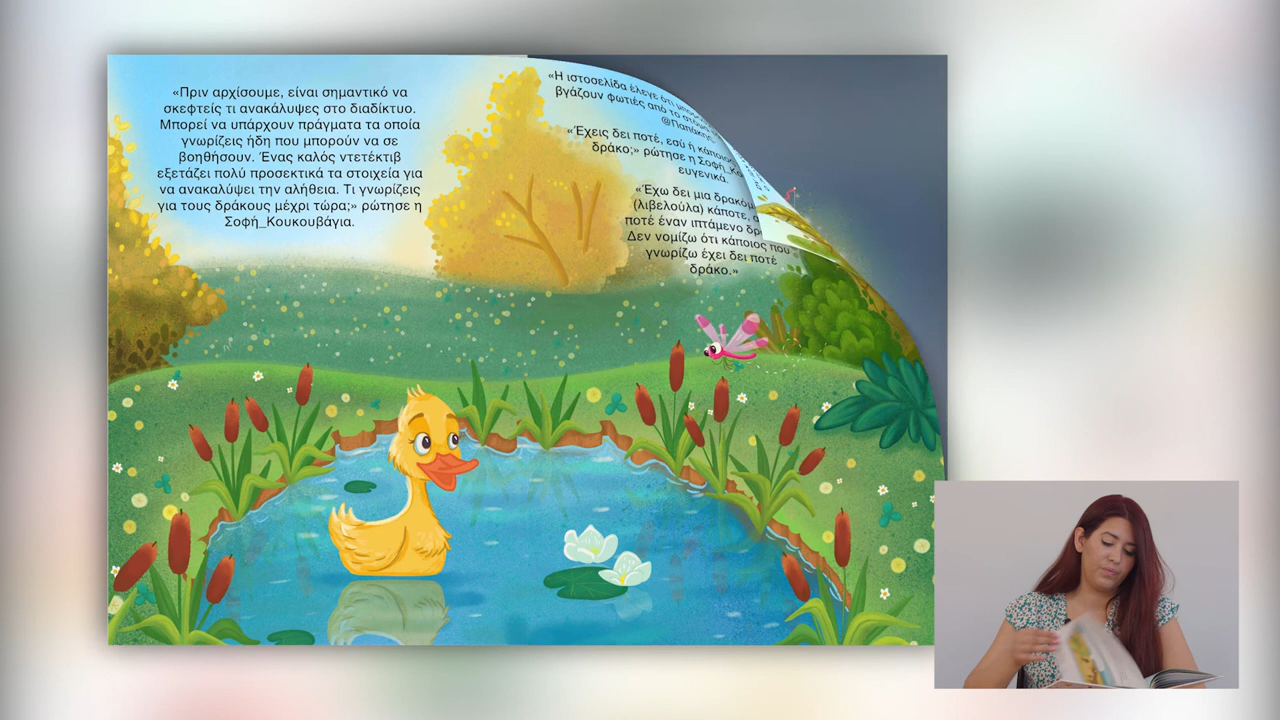 «Πριν αρχίσουμε, είναι σημαντικό να
σκεφτείς τι ανακάλυψες στο διαδίκτυο.
Μπορεί να υπάρχουν πράγματα τα οποία
γνωρίζεις ήδη που μπορούν να σε
βοηθήσουν. Ένας καλός ντετέκτιβ
εξετάζει πολύ προσεκτικά τα στοιχεία για
να ανακαλύψει την αλήθεια. Τι γνωρίζεις
για τους δράκους μέχρι τώρα;» ρώτησε η
Σοφή_Κουκουβάγια.
«Η ιστοσελίδα έλεγε ότι
βγάζουν φωτιές από το
«Έχεις δει ποτέ, εσύ ή
δράκο;» ρώτησε η
ευγενικά.
«Έχω δει μια
(λιβελούλα) κάποτε,
ποτέ έναν ιπτάμενο
Δεν νομίζω ότι κάποιος που
γνωρίζω έχει δει ποτέ
δράκο.»